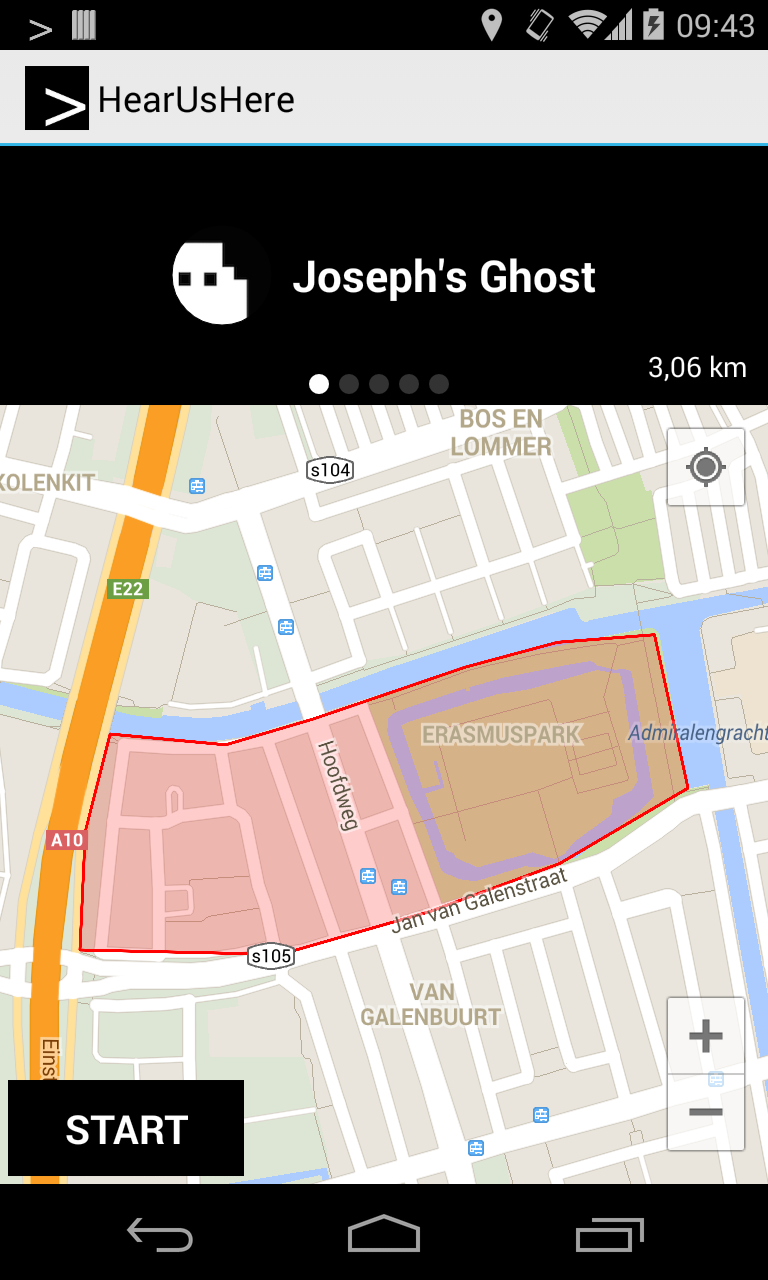 09:43
HearUsHere
Joseph's Ghost
3,06 km
BOS EN
LOMMER
s104
KOLENKIT
E22
ERASMUSPARK
Admiralengracht
Hoofdweg
A10
Jan van Galenstraat
s105
VAN
GALENBUURT
+
Einst
−
START